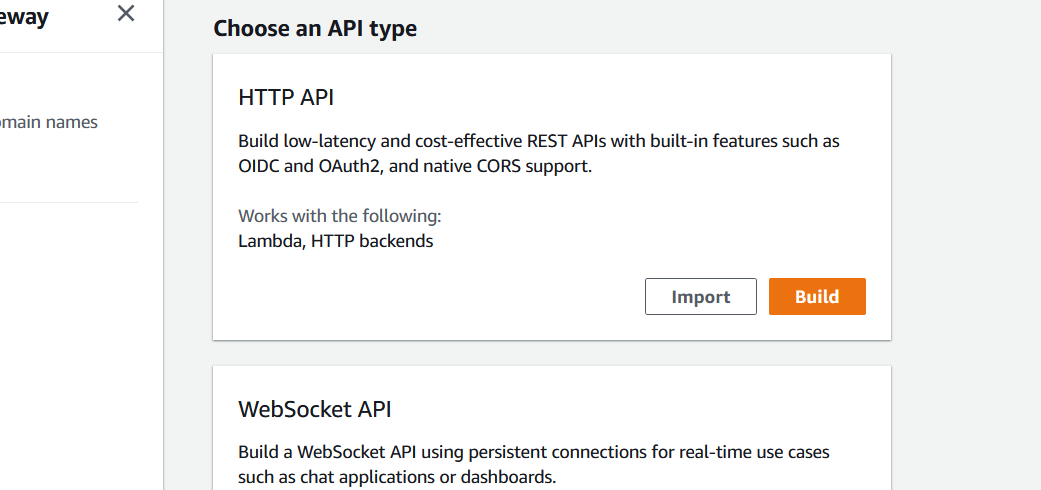 eway
main names
Choose an API type
HTTP API
Build low-latency and cost-effective REST APIs with built-in features such as
OIDC and OAuth2, and native CORS support.
Works with the following:
Lambda, HTTP backends
Import
Build
WebSocket API
Build a WebSocket API using persistent connections for real-time use cases
such as chat applications or dashboards.